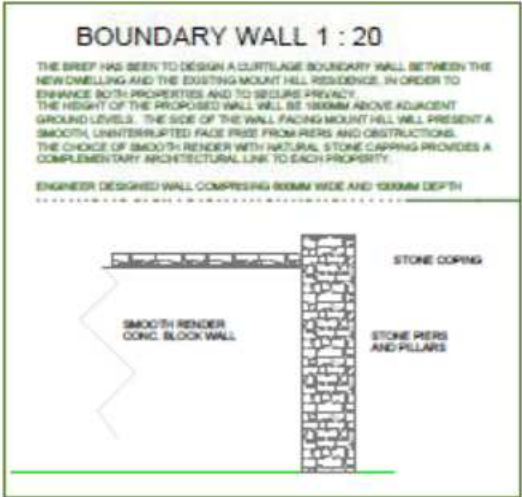 BOUNDARY WALL 1 : 20
THE BRIEF HAS BEEN TO DESIGN A CURTILAGE BOUNDARY WALL BETWEEN THE
NEW DWELLING AND THE EXISTING MOUNT HILL RESIDENCE, IN ORDER TO
ENHANCE BOTH PROPERTIES AND TO SECURE PRIVACY.
THE HEIGHT OF THE PROPOSED WALL WILL BE 1800MM ABOVE ADJACENT
GROUND LEVELS. THE SIDE OF THE WALL FACING MOUNT HILL WILL PRESENT A
SMOOTH, UNINTERRUPTED FACE FREE FROM PIERS AND OBSTRUCTIONS.
THE CHOICE OF SMOOTH RENDER WITH NATURAL STONE CAPPING PROVIDES A
COMPLEMENTARY ARCHITECTURAL LINK TO EACH PROPERTY.
ENGINEER DESIGNED WALL COMPRISING WIDE AND DEPTH
STONE COPING
SMOOTH RENDER
CONC. BLOCK WALL
STONE PIERS
AND PILLARS